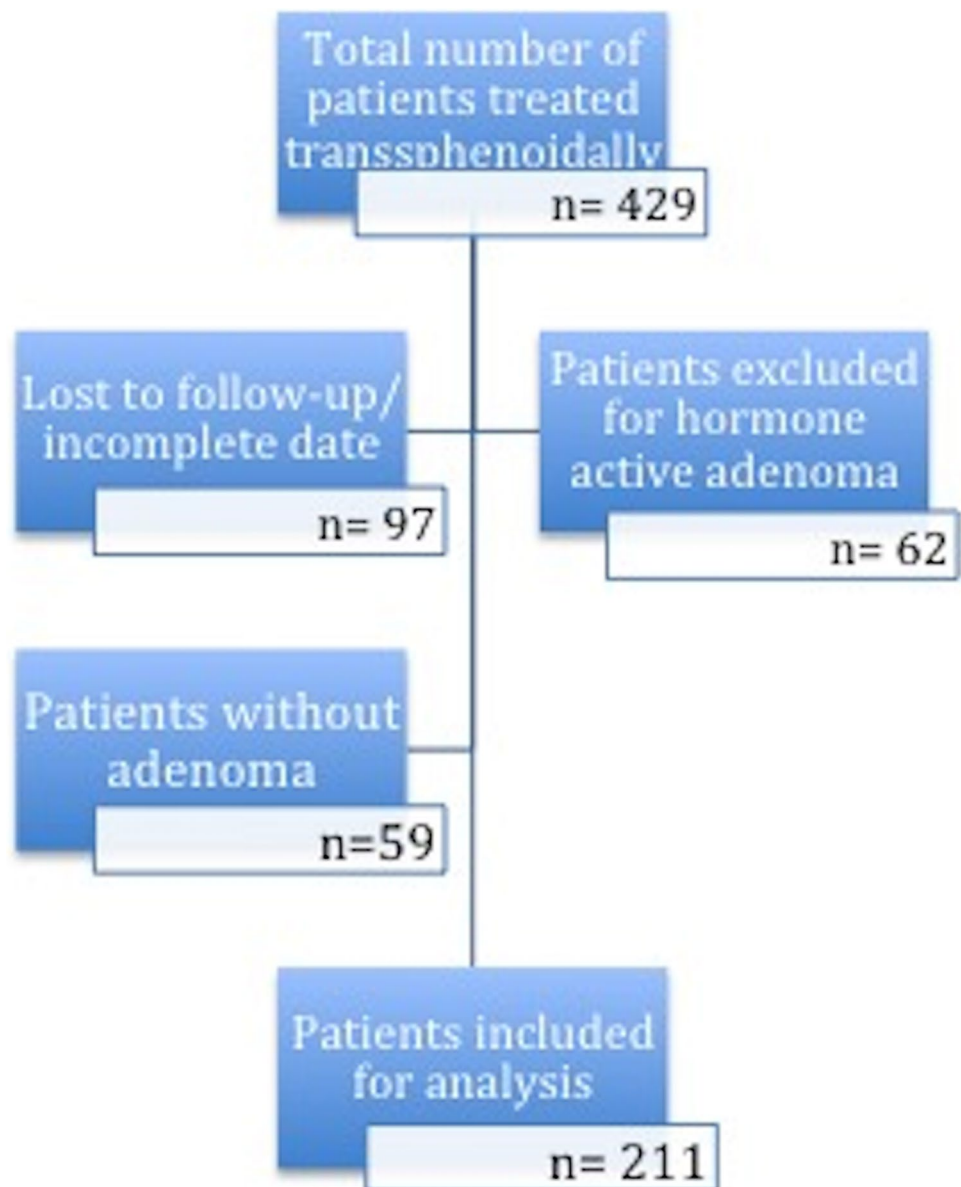 Total number of
patients treated
transsphenoidally
n= 429
Lost to follow-up/
incomplete date
n= 97
Patients excluded
for hormone
active adenoma
n= 62
Patients without
adenoma
n=59
Patients included
for analysis
n= 211